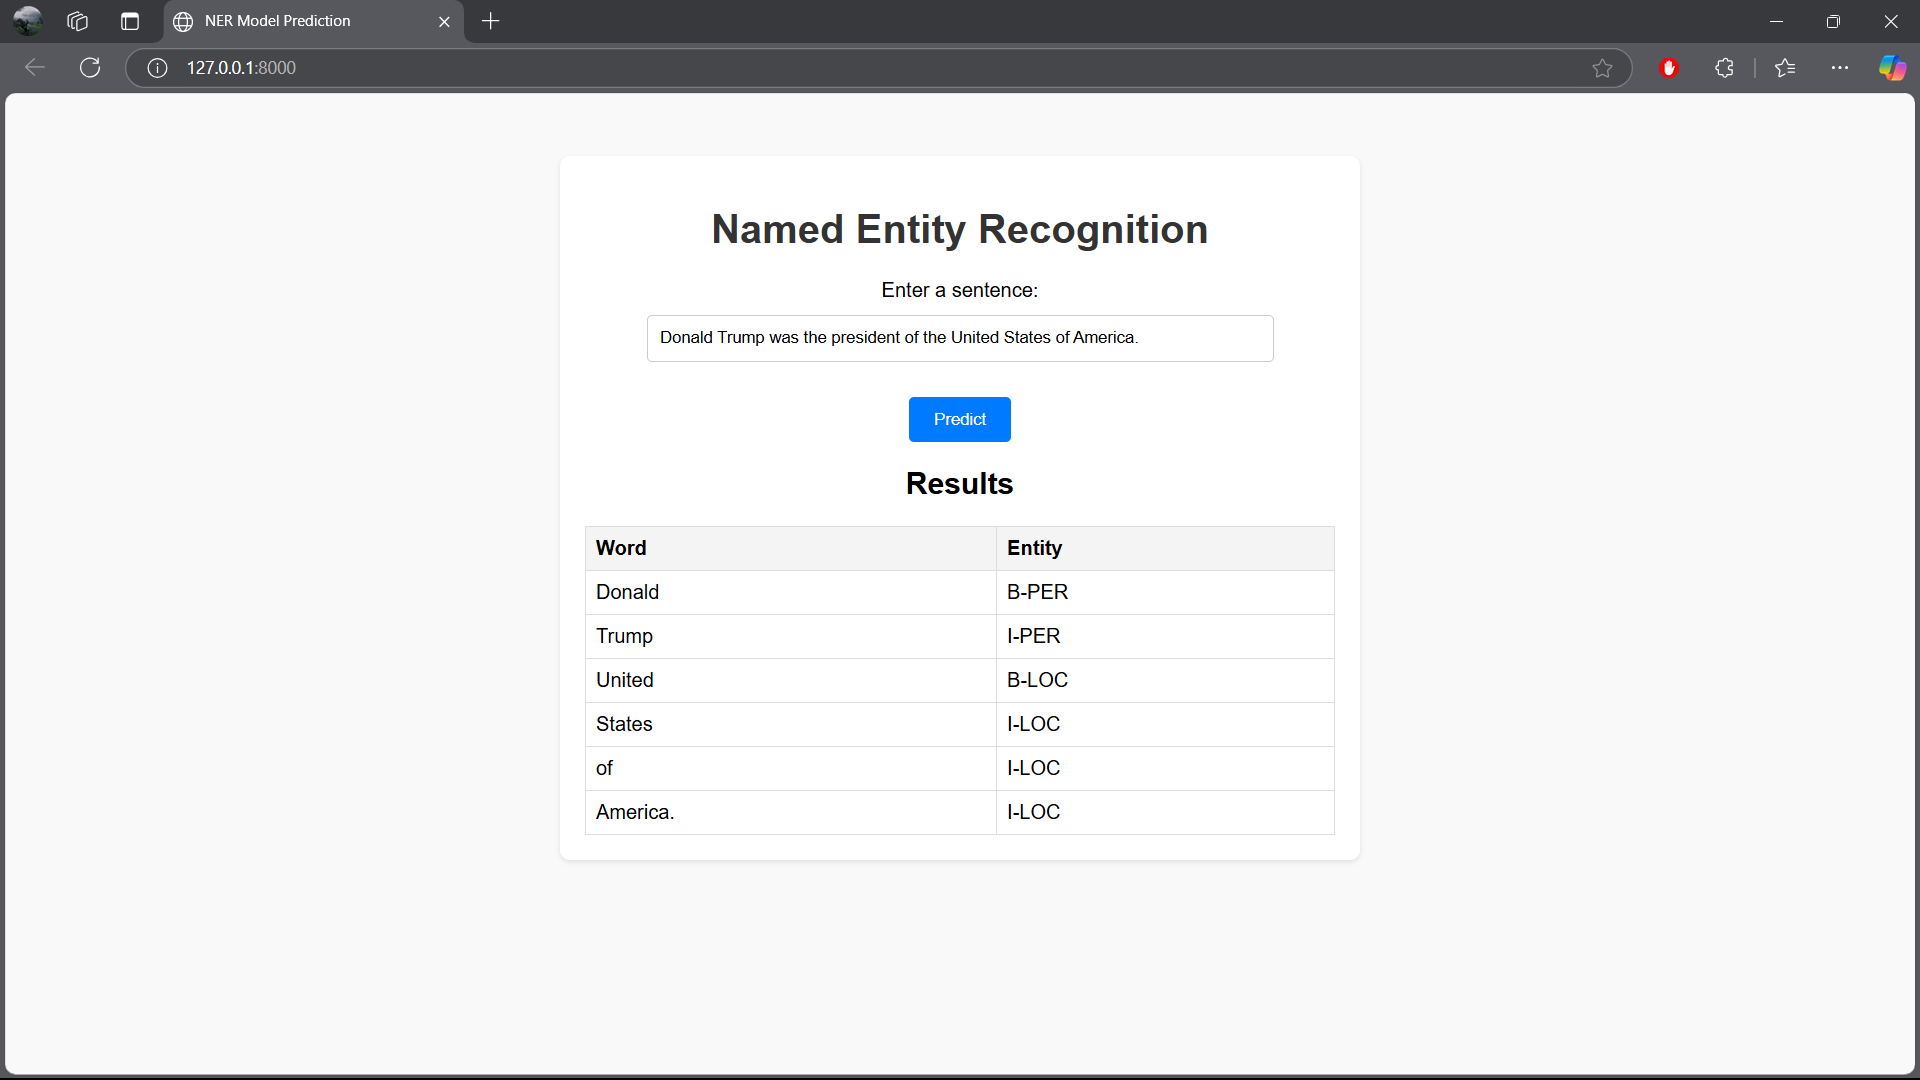 NER Model Prediction
127.0.0.1:8000
Named Entity Recognition
Enter a sentence:
Donald Trump was the president of the United States of America.
Predict
Results
Word Entity
Donald B-PER
Trump I-PER
United B-LOC
States I-LOC
of I-LOC
America. I-LOC